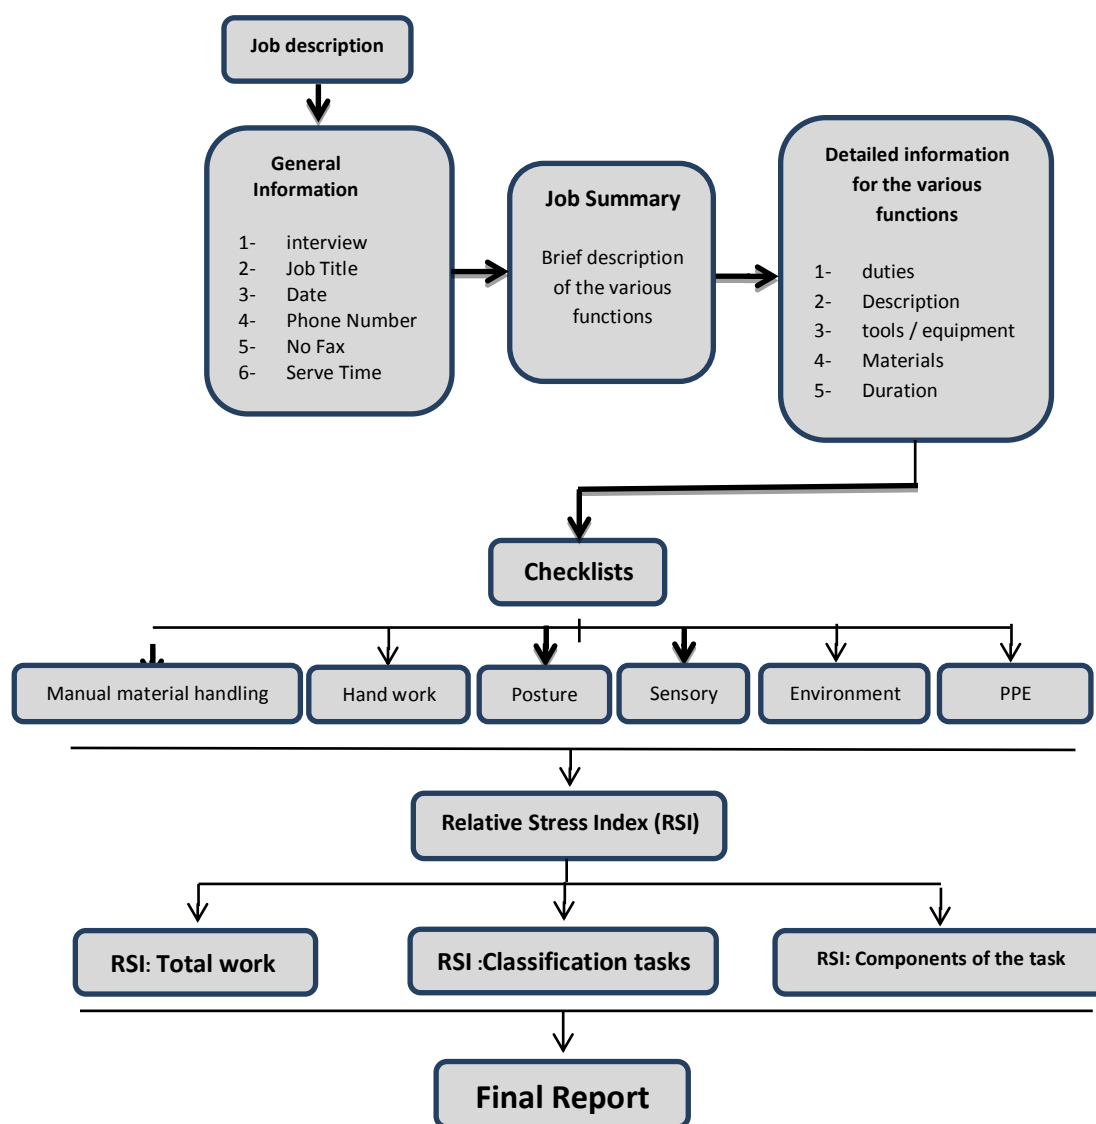 Job description
General
Information
1- interview
2- Job Title
3- Date
4- Phone Number
5- No Fax
6- Serve Time
Job Summary
Brief description
of the various
functions
Detailed information
for the various
functions
1- duties
2- Description
3- tools / equipment
4- Materials
5- Duration
Checklists
Manual material handling
Hand work
Posture
Sensory
Environment
PPE
Relative Stress Index (RSI)
RSI: Total work
RSI :Classification tasks
RSI: Components of the task
Final Report